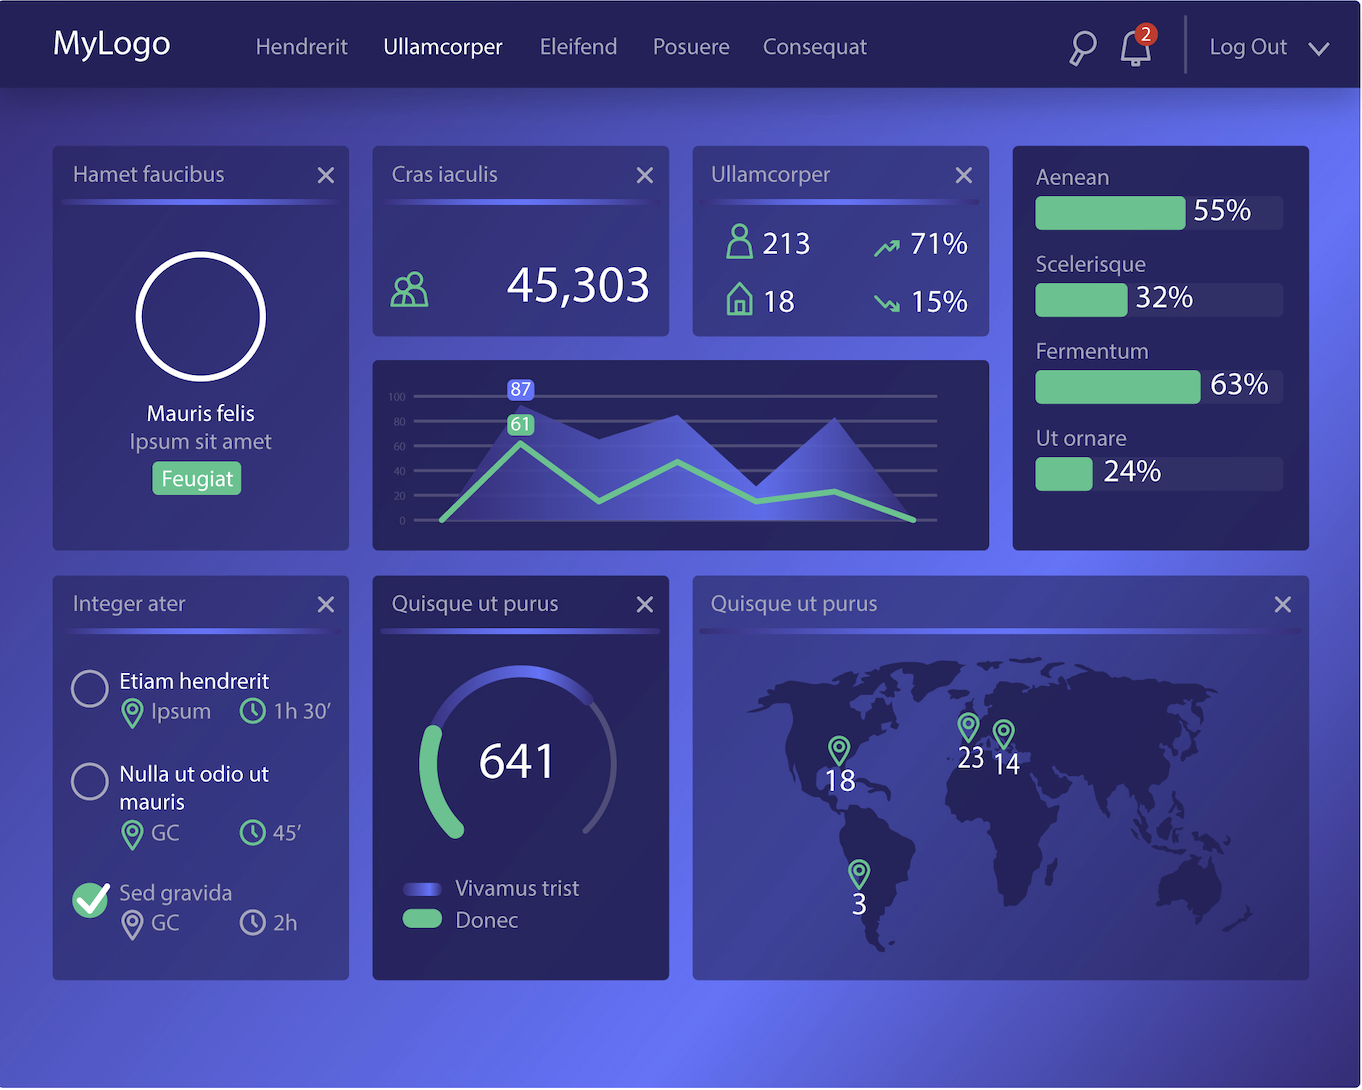 MyLogo
Hendrerit
Ullamcorper
Eleifend
Posuere
Consequat
2
Log Out
Hamet faucibus
Mauris felis
Ipsum sit amet
Feugiat
Cras iaculis
45,303
Ullamcorper
213
71%
18
15%
Aenean
55%
Scelerisque
32%
Fermentum
63%
Ut ornare
24%
87
61
100
80
60
40
20
0
Integer ater
Etiam hendrerit
Ipsum
1h 30’
Nulla ut odio ut
mauris
GC
45’
Sed gravida
GC
2h
Quisque ut purus
641
Vivamus trist
Donec
Quisque ut purus
18
23
14
3